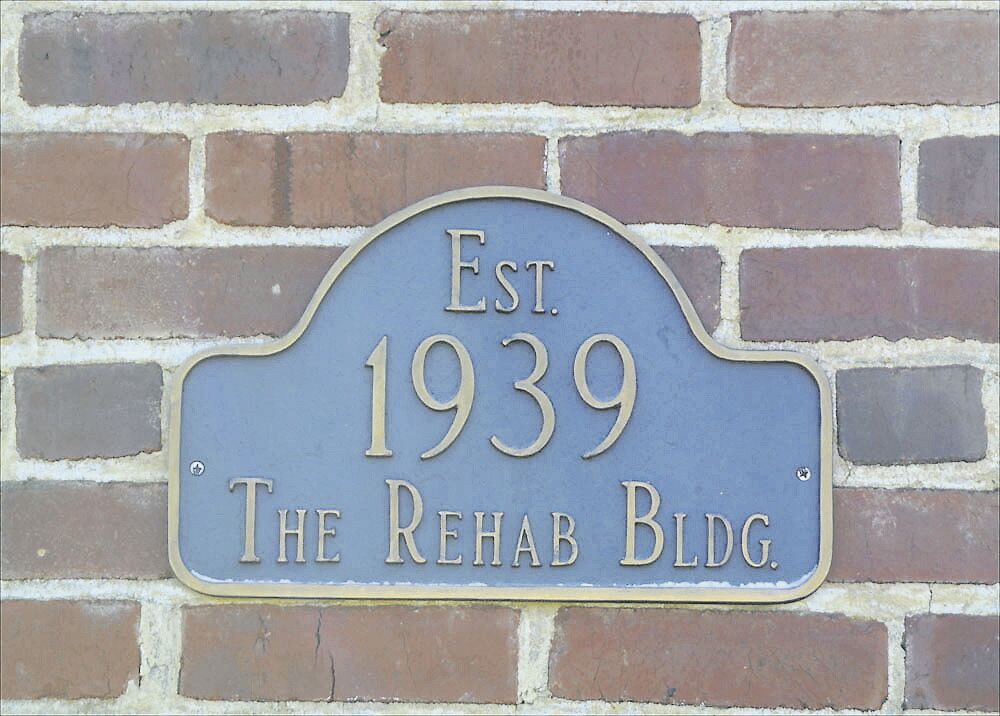 Est.
1939
The Rehab Bldg.